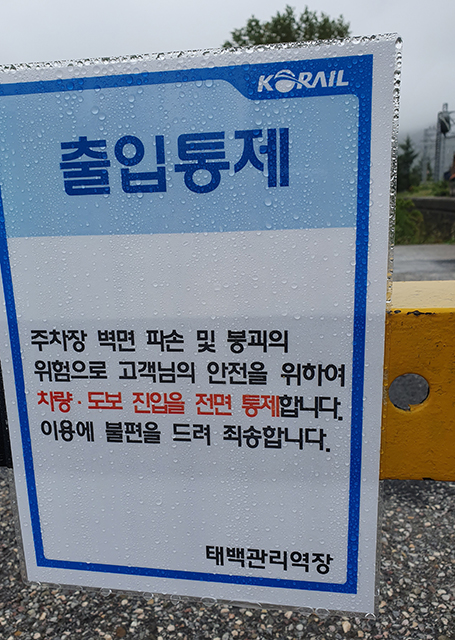 KORAIL
출입통제
주차장 벽면 파손 및 붕괴의
위험으로 고객님의 안전을 위하여
차량·도보 진입을 전면 통제합니다.
이용에 불편을 드려 죄송합니다.
태백관리역장